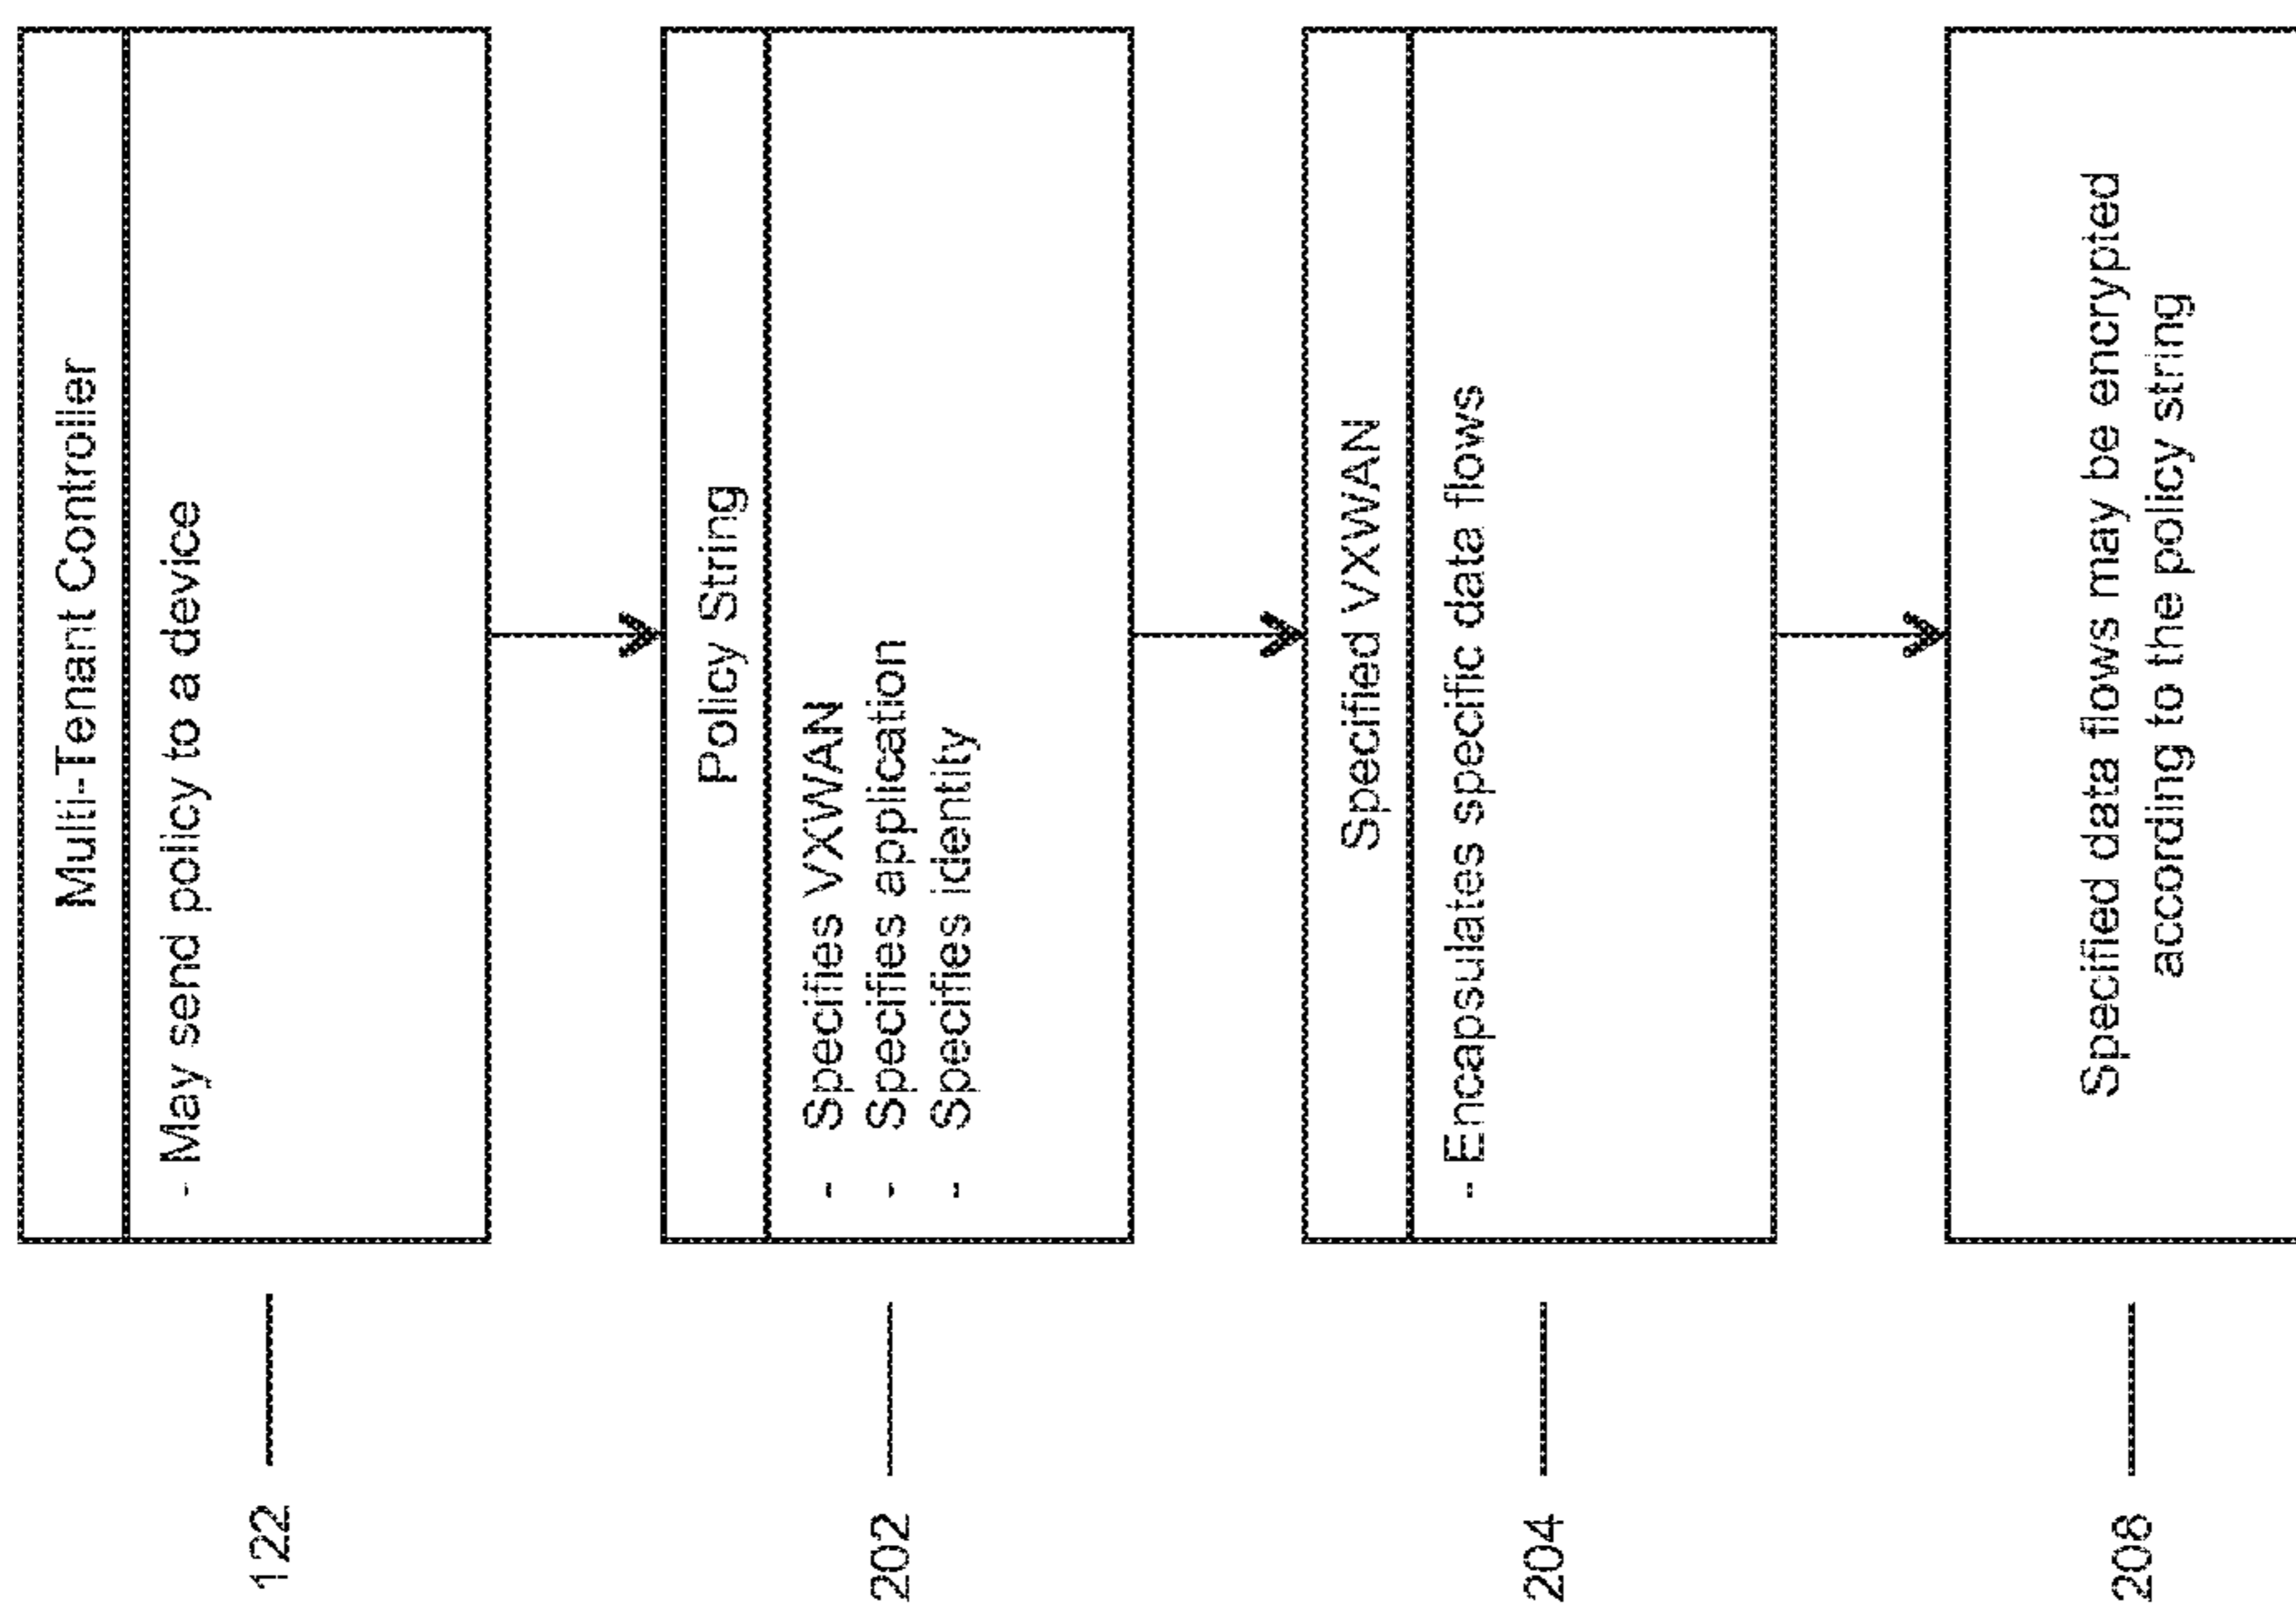 122
Multi-Tenant Controller
- May send policy to a device
202
Policy String
- Specifies VXWAN
- Specifies application
- Specifies identity
204
Specified VXWAN
- Encapsulates specific data flows
208
Specified data flows may be encrypted
according to the policy string